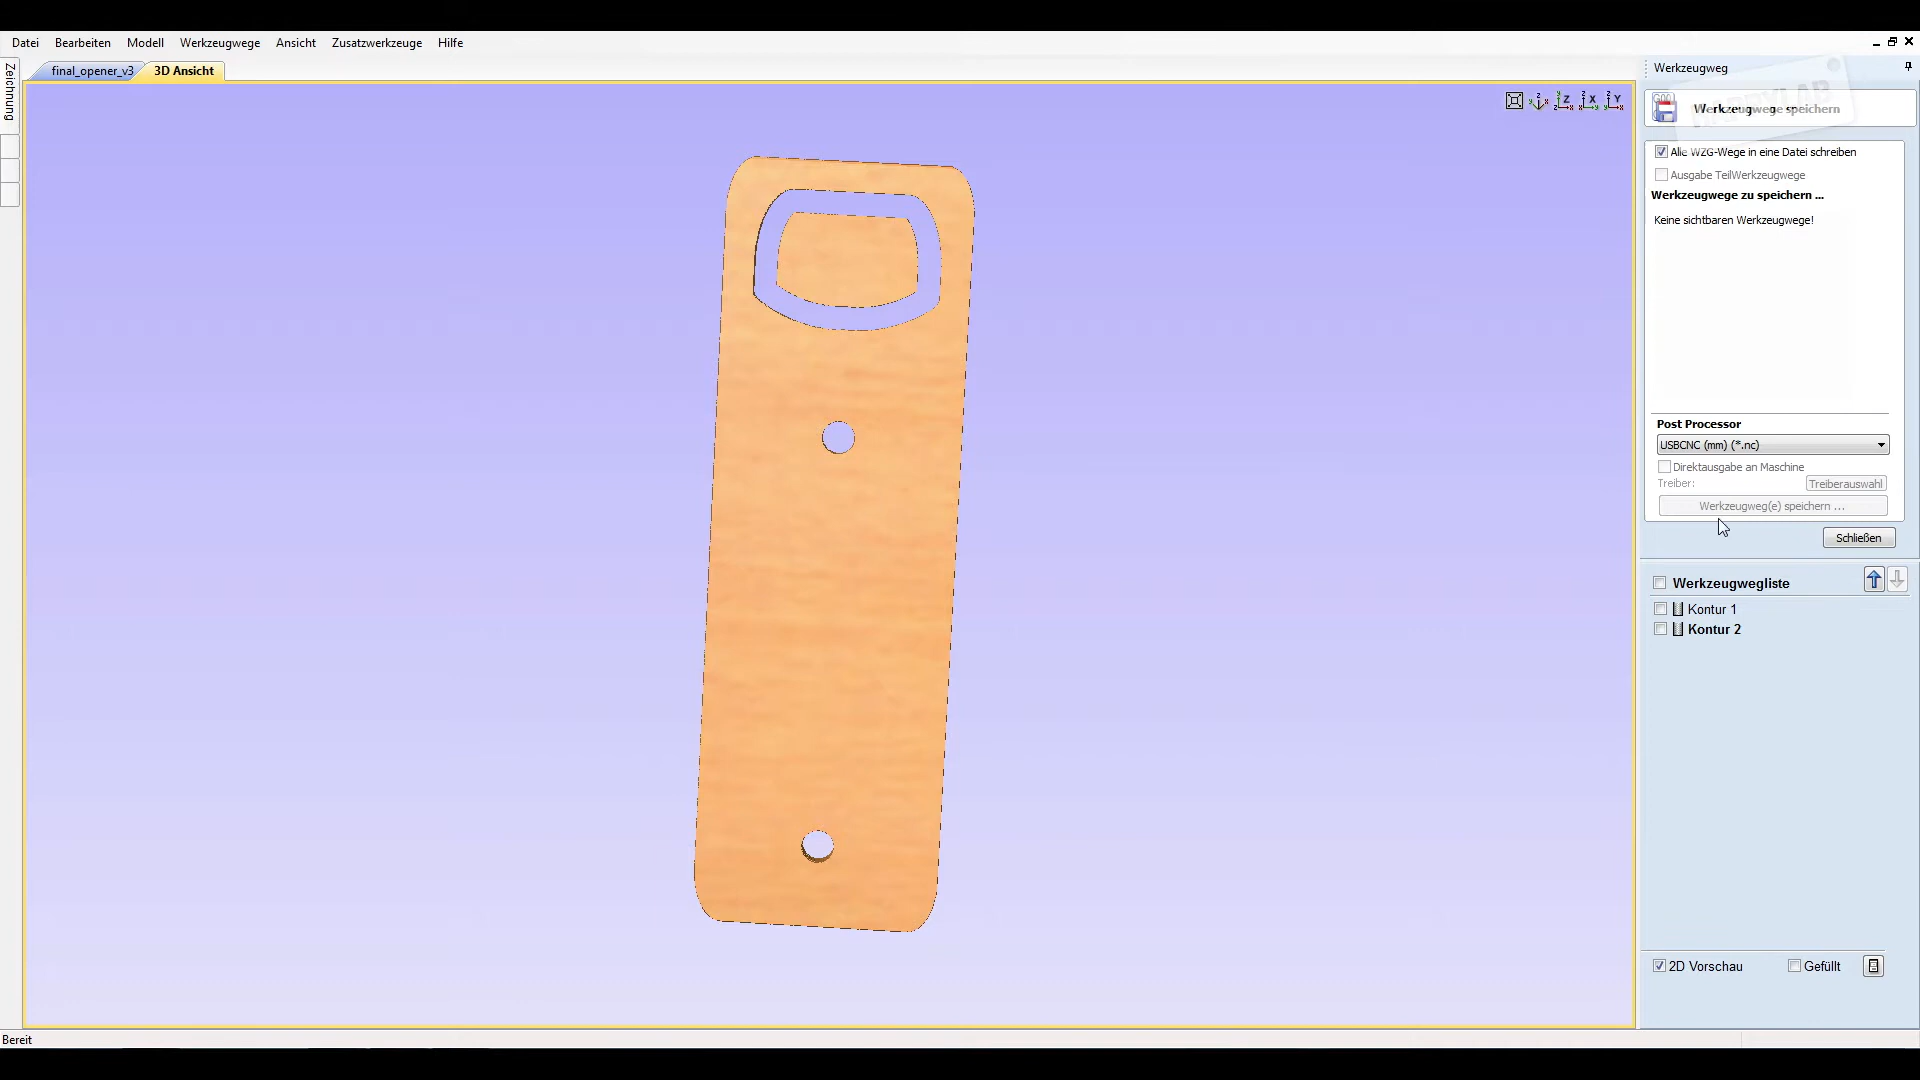 Datei Bearbeiten Modell Werkzeugwege Ansicht Zusatzwerkzeuge Hilfe
Zeichnung
final_opener_v3 3D Ansicht
Z X Y
Werkzeugweg
HAPPYLAB
Werkzeugwege speichern
Alle WZG-Wege in eine Datei schreiben
Ausgabe TeilWerkzeugwege
Werkzeugwege zu speichern ...
Keine sichtbaren Werkzeugwege!
Post Processor
USBCNC (mm) (*.nc)
Direktausgabe an Maschine
Treiber: Treiberauswahl
Werkzeugweg(e) speichern ...
Schließen
Werkzeugwegliste
Kontur 1
Kontur 2
2D Vorschau Gefüllt
Bereit